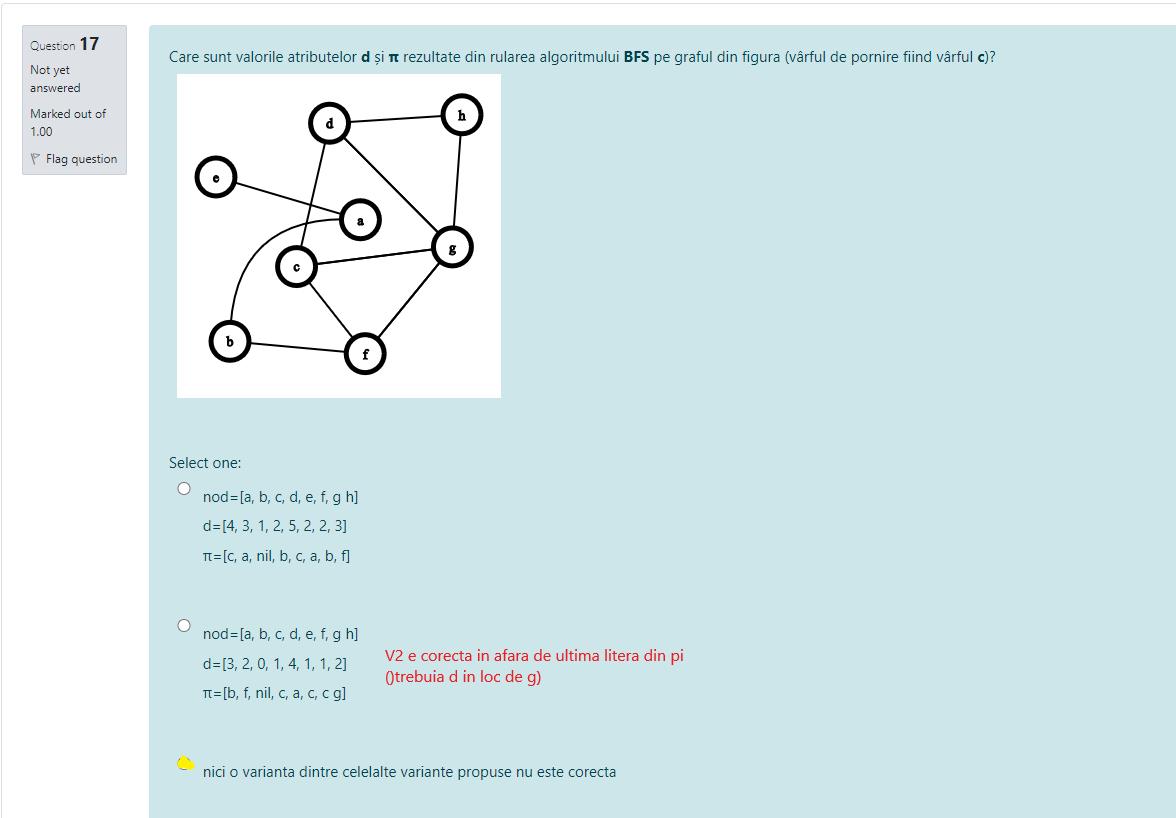 Question 17
Not yet
answered
Marked out of
1.00
Flag question
Care sunt valorile atributelor d și π rezultate din rularea algoritmului BFS pe graful din figura (vârful de pornire fiind vârful c)?
d
h
e
a
g
c
b
f
Select one:
nod=[a, b, c, d, e, f, g h]
d=[4, 3, 1, 2, 5, 2, 2, 3]
π=[c, a, nil, b, c, a, b, f]
nod=[a, b, c, d, e, f, g h]
d=[3, 2, 0, 1, 4, 1, 1, 2]
π=[b, f, nil, c, a, c, c g]
V2 e corecta in afara de ultima litera din pi
()trebuia d in loc de g)
nici o varianta dintre celelalte variante propuse nu este corecta